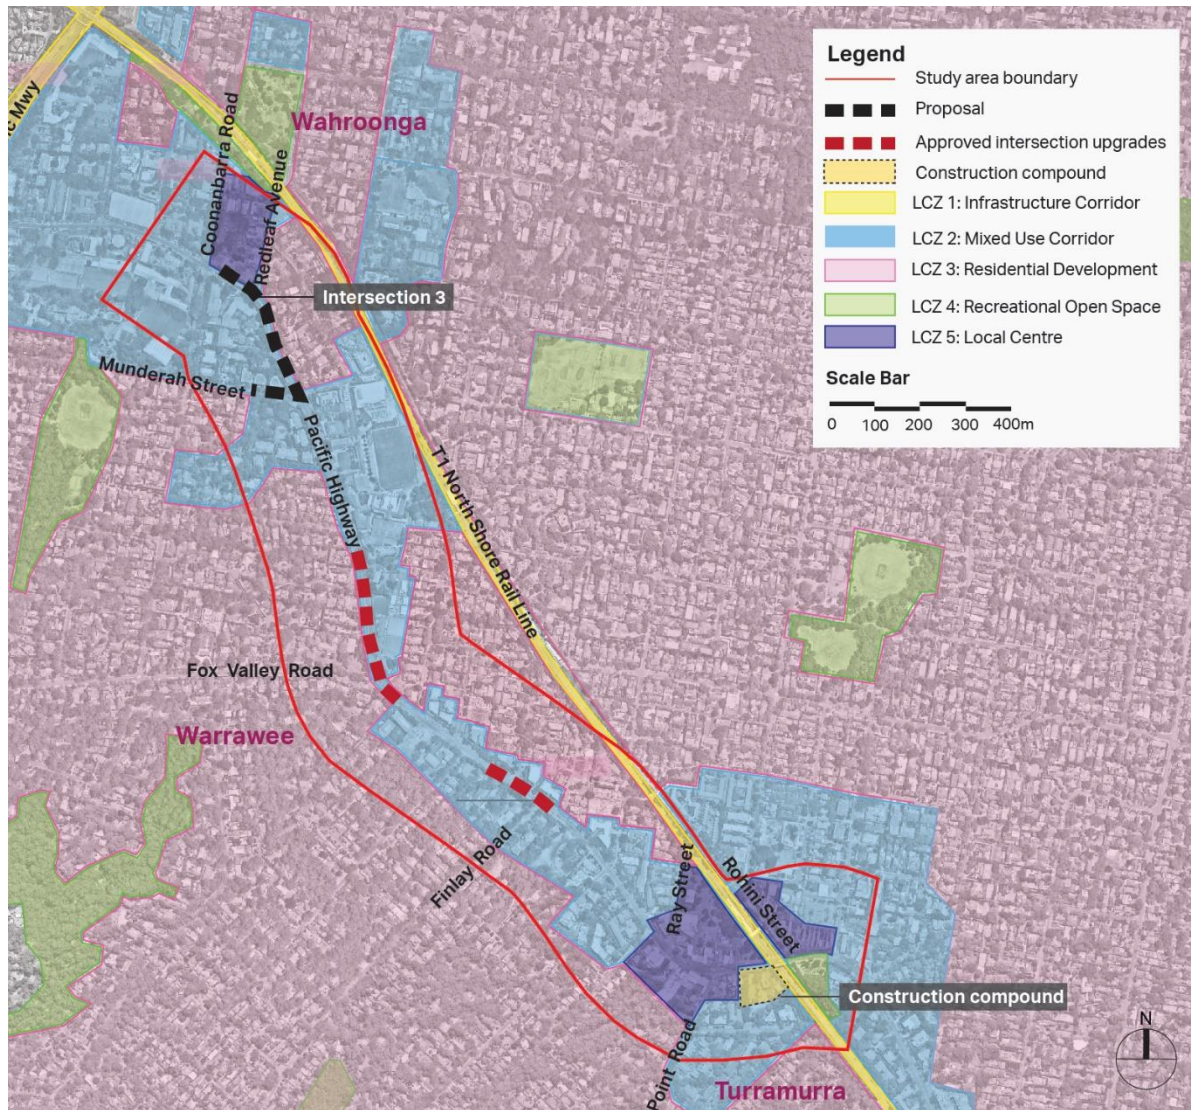 Legend
Study area boundary
Proposal
Approved intersection upgrades
Construction compound
LCZ 1: Infrastructure Corridor
LCZ 2: Mixed Use Corridor
LCZ 3: Residential Development
LCZ 4: Recreational Open Space
LCZ 5: Local Centre
Scale Bar
0 100 200 300 400m
Mwy
Wahroonga
Coonanbarra Road
Redleaf Avenue
Intersection 3
Munderah Street
Pacific Highway
T1 North Shore Rail Line
Fox Valley Road
Warrawee
Finlay Road
Ray Street
Rohini Street
Construction compound
Point Road
Turramurra
N